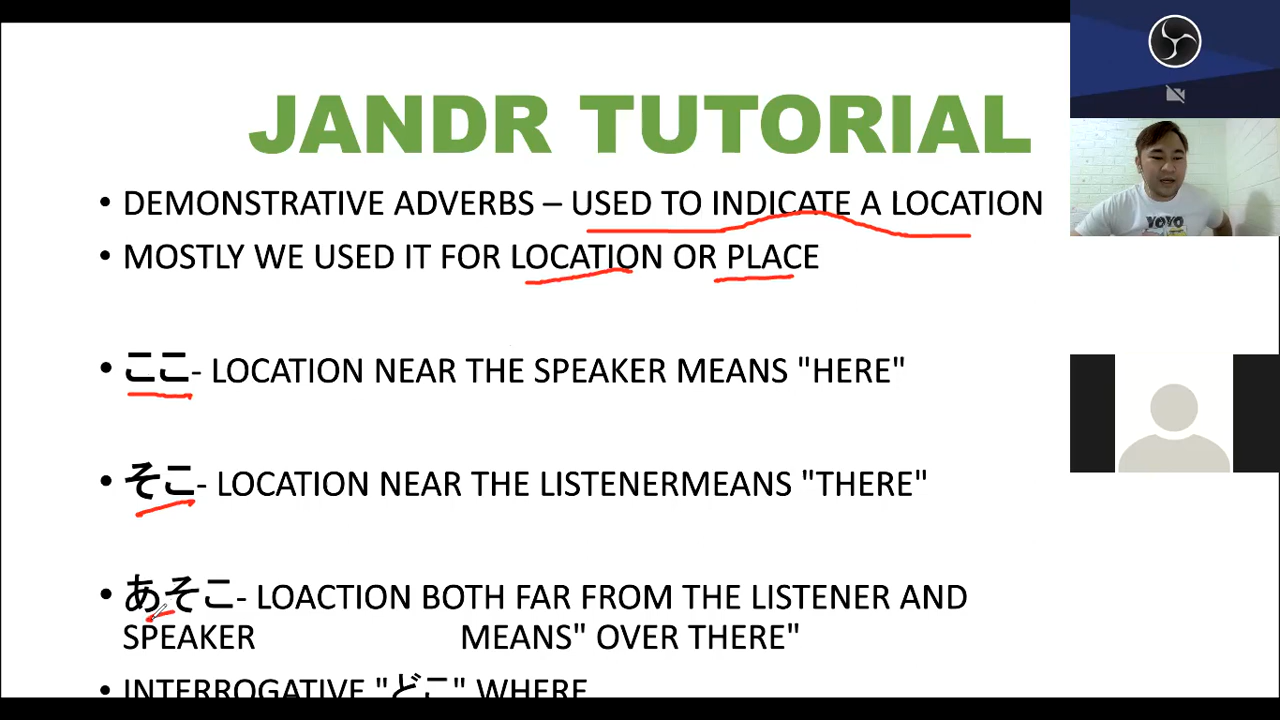 JANDR TUTORIAL
• DEMONSTRATIVE ADVERBS – USED TO INDICATE A LOCATION
• MOSTLY WE USED IT FOR LOCATION OR PLACE
• ここ- LOCATION NEAR THE SPEAKER MEANS "HERE"
• そこ- LOCATION NEAR THE LISTENERMEANS "THERE"
• あそこ- LOACTION BOTH FAR FROM THE LISTENER AND
SPEAKER MEANS" OVER THERE"
• INTERROGATIVE "どこ" WHERE
YOYO